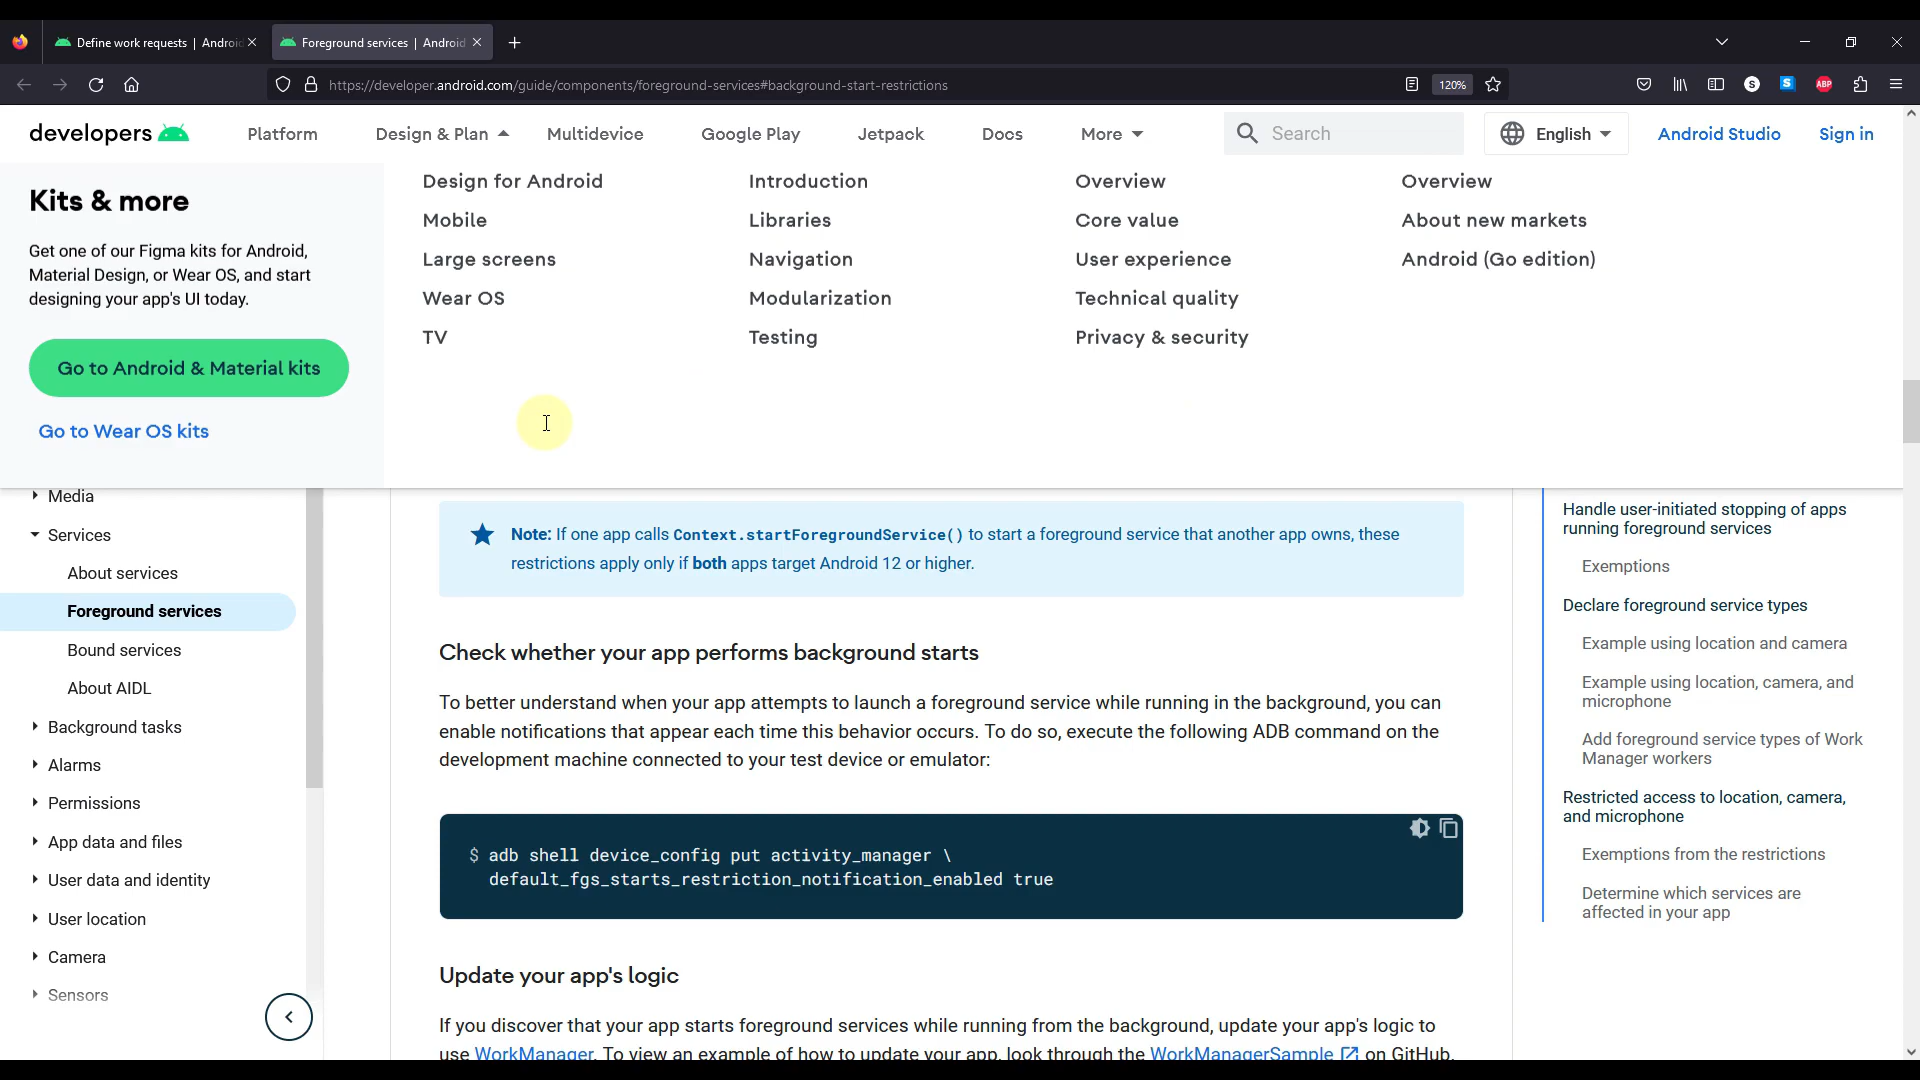 Define work requests | Androi
Foreground services | Android
https://developer.android.com/guide/components/foreground-services#background-start-restrictions
120%
S
S
ABP
developers
Platform
Design & Plan
Multidevice
Google Play
Jetpack
Docs
More
Search
English
Android Studio
Sign in
Kits & more
Get one of our Figma kits for Android,
Material Design, or Wear OS, and start
designing your app's UI today.
Go to Android & Material kits
Go to Wear OS kits
Design for Android
Mobile
Large screens
Wear OS
TV
Introduction
Libraries
Navigation
Modularization
Testing
Overview
Core value
User experience
Technical quality
Privacy & security
Overview
About new markets
Android (Go edition)
Media
Services
About services
Foreground services
Bound services
About AIDL
Background tasks
Alarms
Permissions
App data and files
User data and identity
User location
Camera
Sensors
Note: If one app calls Context.startForegroundService() to start a foreground service that another app owns, these
restrictions apply only if both apps target Android 12 or higher.
Check whether your app performs background starts
To better understand when your app attempts to launch a foreground service while running in the background, you can
enable notifications that appear each time this behavior occurs. To do so, execute the following ADB command on the
development machine connected to your test device or emulator:
$ adb shell device_config put activity_manager \
default_fgs_starts_restriction_notification_enabled true
Update your app's logic
If you discover that your app starts foreground services while running from the background, update your app's logic to
use WorkManager. To view an example of how to update your app, look through the WorkManagerSample on GitHub.
Handle user-initiated stopping of apps
running foreground services
Exemptions
Declare foreground service types
Example using location and camera
Example using location, camera, and
microphone
Add foreground service types of Work
Manager workers
Restricted access to location, camera,
and microphone
Exemptions from the restrictions
Determine which services are
affected in your app